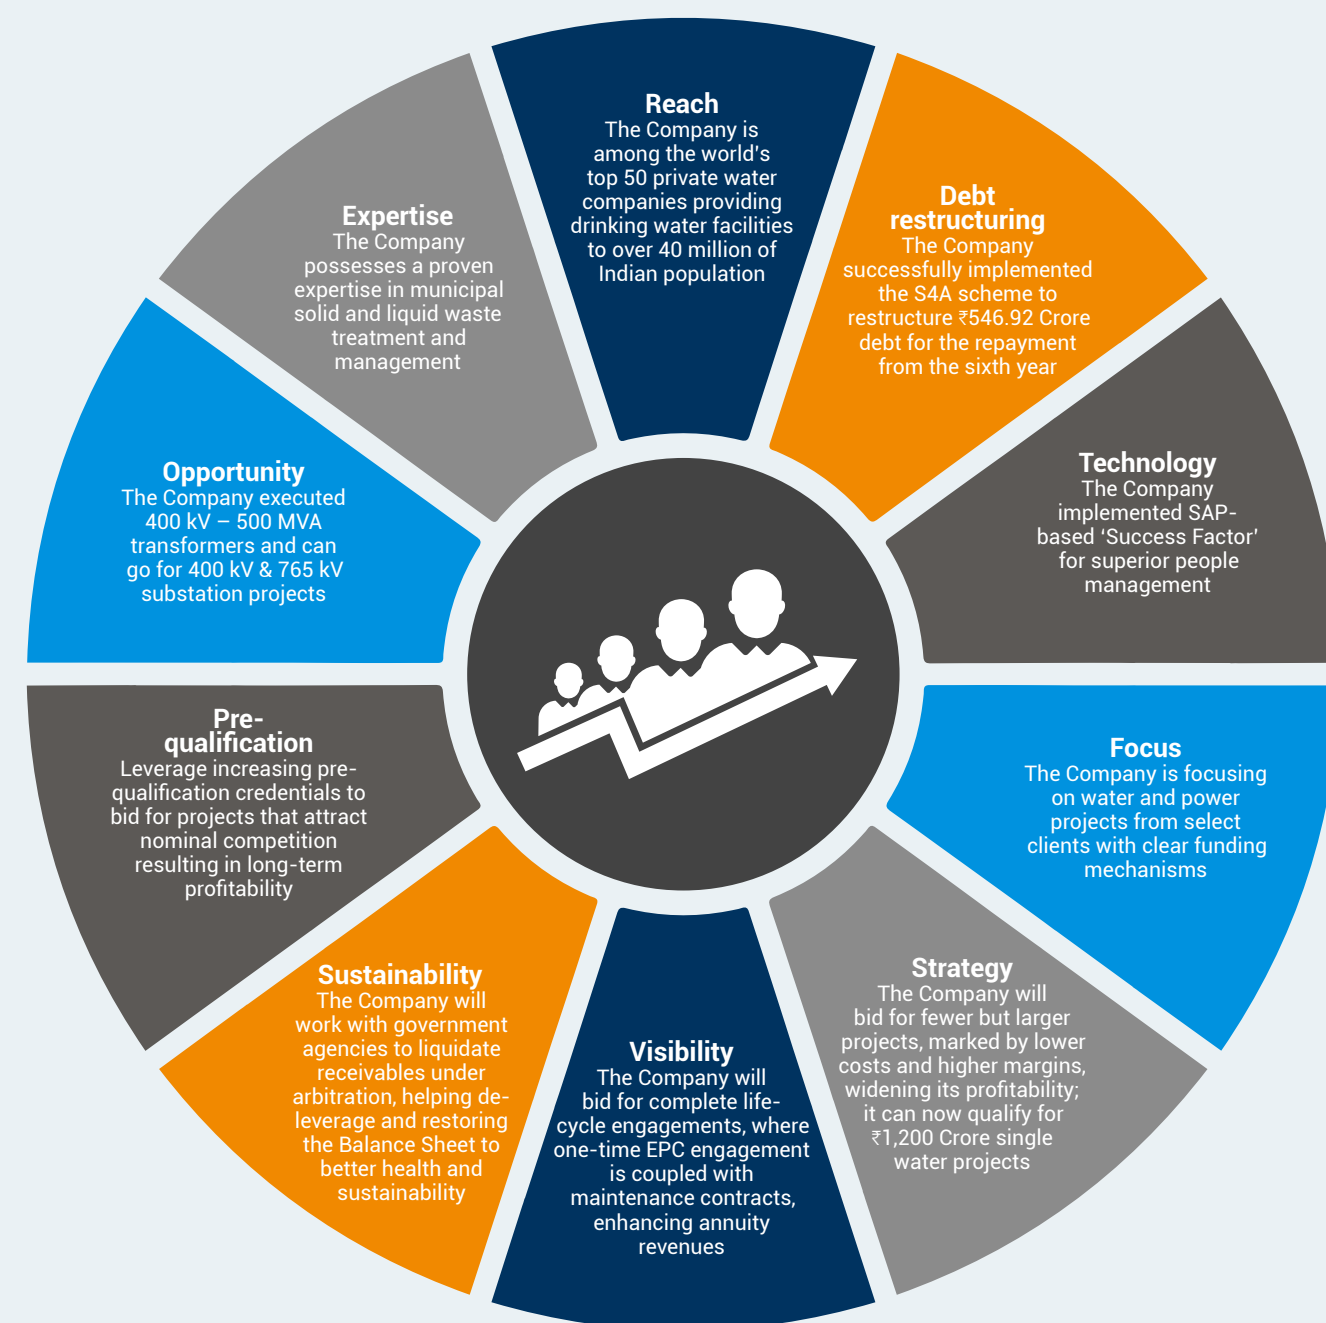 Reach
The Company is
among the world's
top 50 private water
companies providing
drinking water facilities
to over 40 million of
Indian population
Debt
restructuring
The Company
successfully implemented
the S4A scheme to
restructure ₹546.92 Crore
debt for the repayment
from the sixth year
Technology
The Company
implemented SAP-
based ‘Success Factor’
for superior people
management
Focus
The Company is focusing
on water and power
projects from select
clients with clear funding
mechanisms
Strategy
The Company will
bid for fewer but larger
projects, marked by lower
costs and higher margins,
widening its profitability;
it can now qualify for
₹1,200 Crore single
water projects
Visibility
The Company will
bid for complete life-
cycle engagements, where
one-time EPC engagement
is coupled with
maintenance contracts,
enhancing annuity
revenues
Sustainability
The Company will
work with government
agencies to liquidate
receivables under
arbitration, helping de-
leverage and restoring
the Balance Sheet to
better health and
sustainability
Pre-
qualification
Leverage increasing pre-
qualification credentials to
bid for projects that attract
nominal competition
resulting in long-term
profitability
Opportunity
The Company executed
400 kV – 500 MVA
transformers and can
go for 400 kV & 765 kV
substation projects
Expertise
The Company
possesses a proven
expertise in municipal
solid and liquid waste
treatment and
management